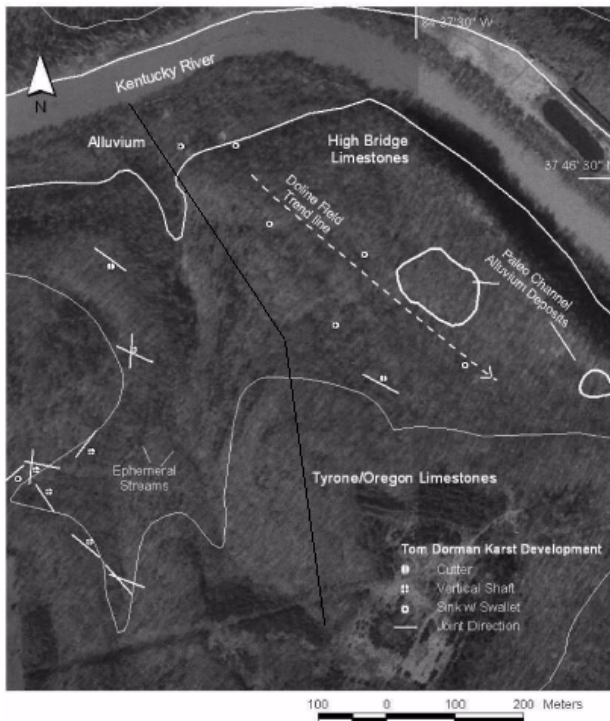 84 37'30" W
Kentucky River
N
Alluvium
High Bridge
Limestones
37 46' 30" N
Doline Field
Trend line
Paleo Channel
Alluvium Deposits
Ephemeral
Streams
Tyrone/Oregon Limestones
Tom Dorman Karst Development
Cutter
Vertical Shaft
Sink w/ Swallet
Joint Direction
100 0 100 200 Meters